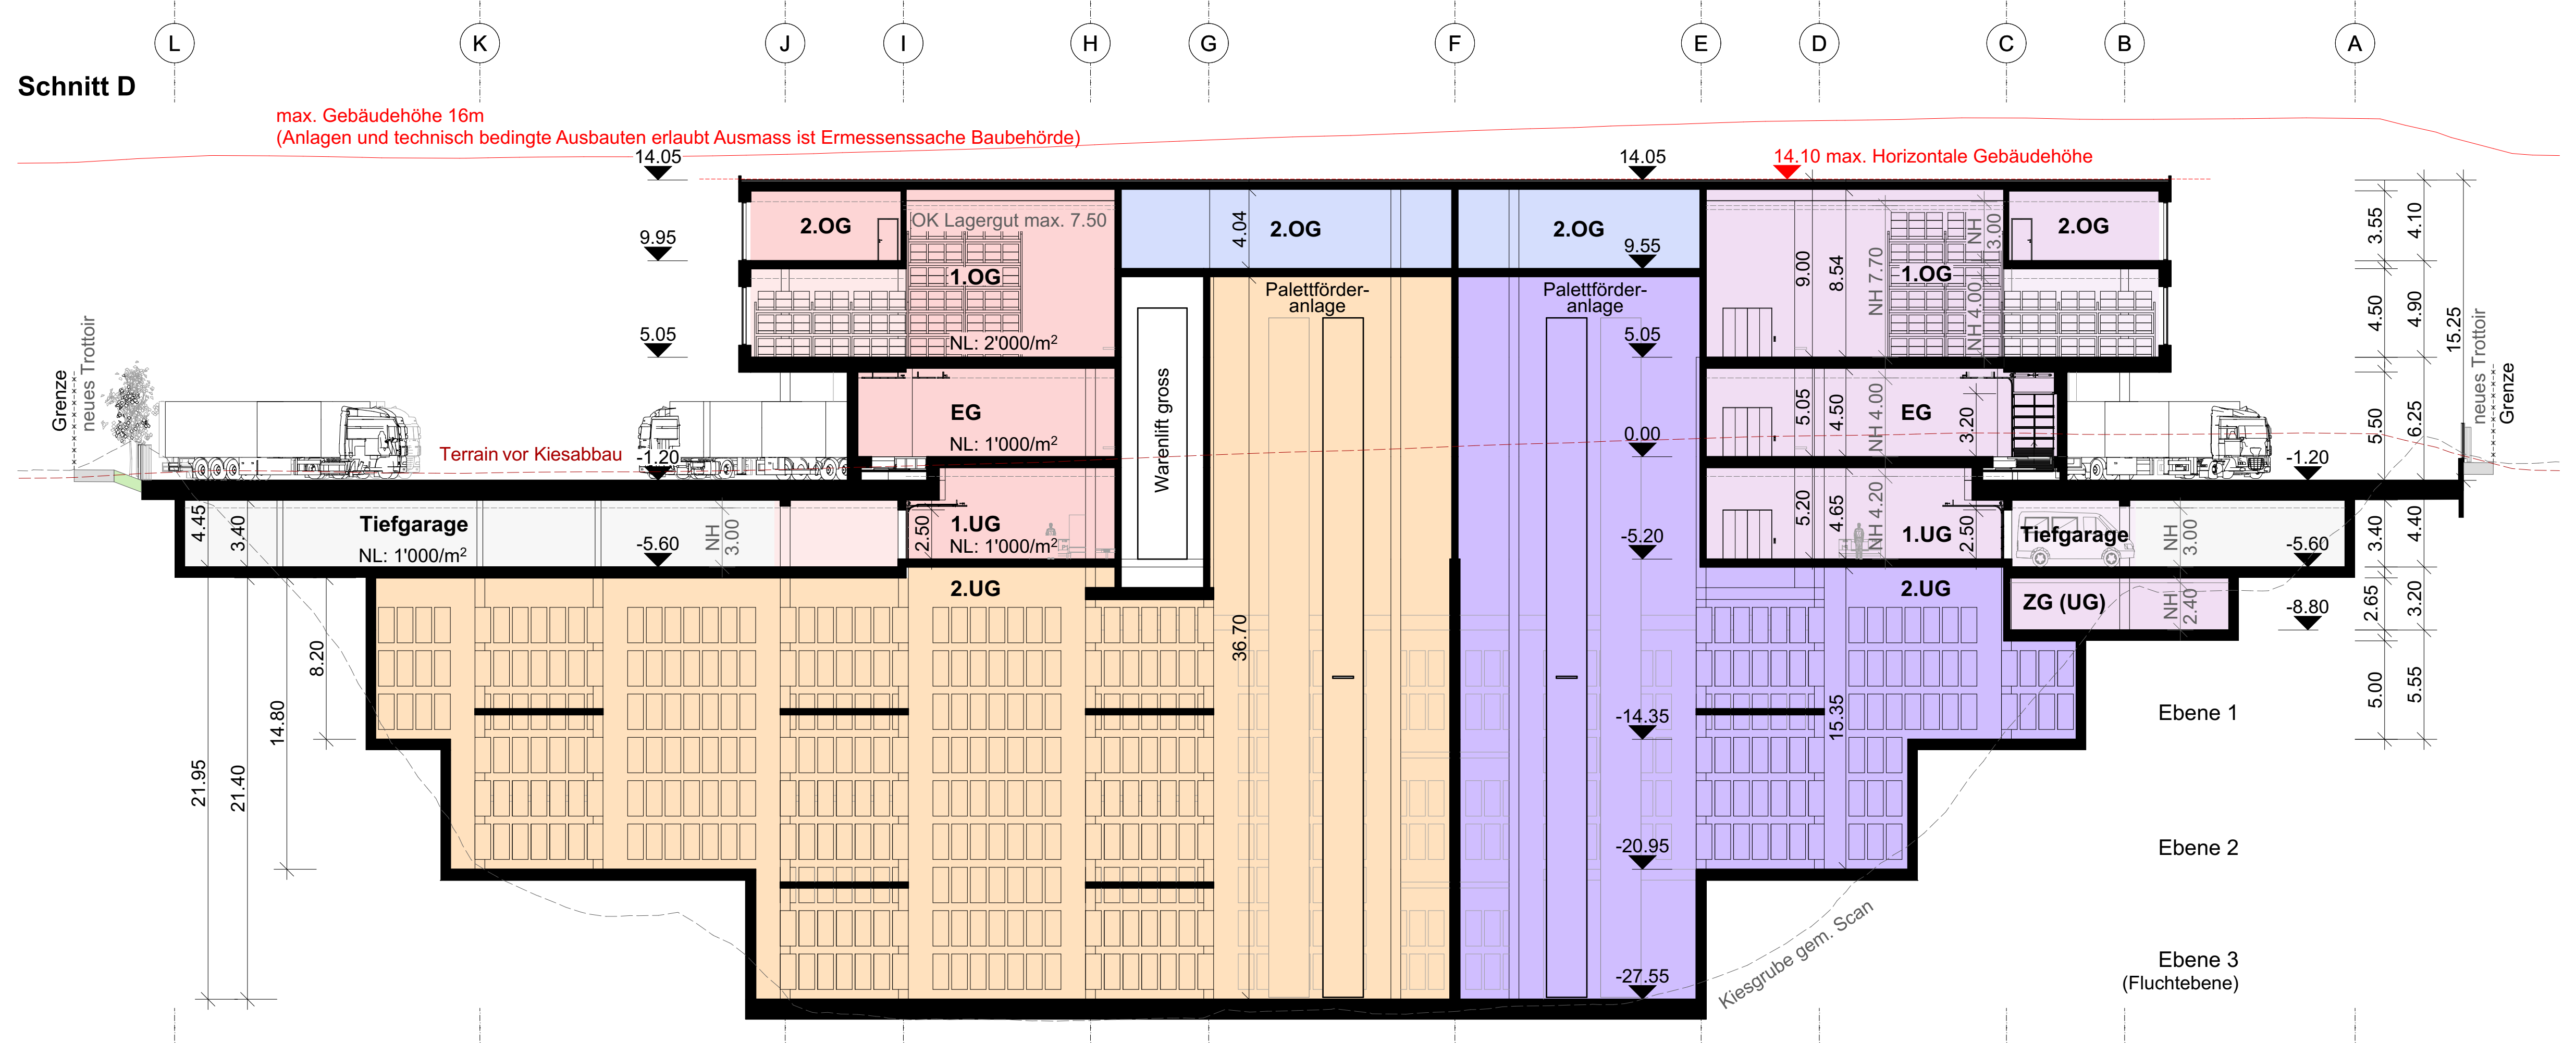 L K J I H G F E D C B A
Schnitt D
max. Gebäudehöhe 16m
(Anlagen und technisch bedingte Ausbauten erlaubt Ausmass ist Ermessenssache Baubehörde)
14.05
14.05
14.10 max. Horizontale Gebäudehöhe
2.OG
OK Lagergut max. 7.50
4.04
2.OG
2.OG
NH
3.00
2.OG
3.55
4.10
9.95
9.55
1.OG
9.00
8.54
NH 7.70
1.OG
NH 4.00
Palettförder-
anlage
Palettförder-
anlage
4.50
4.90
15.25
5.05
NL: 2'000/m²
5.05
Grenze
neues Trottoir
neues Trottoir
Grenze
Warenlift gross
EG
NL: 1'000/m²
5.05
4.50
NH 4.00
EG
3.20
5.50
6.25
Terrain vor Kiesabbau
-1.20
0.00
-1.20
4.45
3.40
Tiefgarage
NL: 1'000/m²
-5.60
NH
3.00
2.50
1.UG
NL: 1'000/m²
-5.20
5.20
4.65
NH 4.20
1.UG
2.50
Tiefgarage
NH
3.00
-5.60
3.40
4.40
2.UG
2.UG
ZG (UG)
NH
2.40
-8.80
2.65
3.20
8.20
36.70
14.80
21.95
21.40
-14.35
15.35
Ebene 1
5.00
5.55
-20.95
Ebene 2
-27.55
Kiesgrube gem. Scan
Ebene 3
(Fluchtebene)